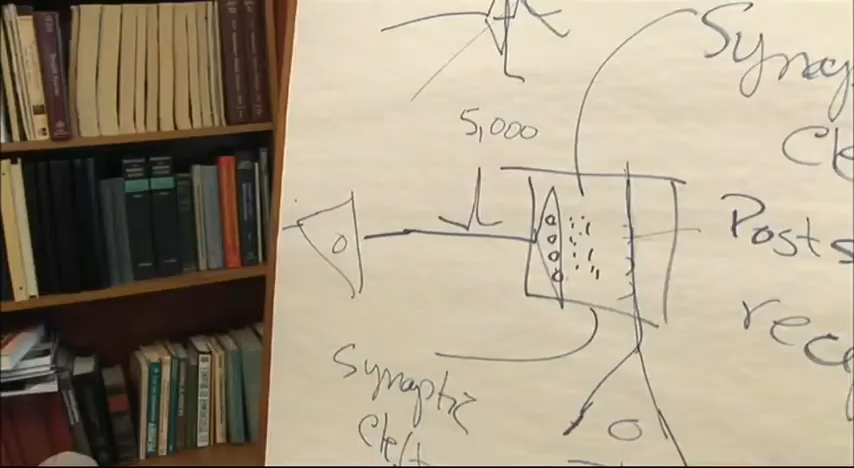 Synap
5,000
Cle
Posts
rece
Synaptic
Cleft